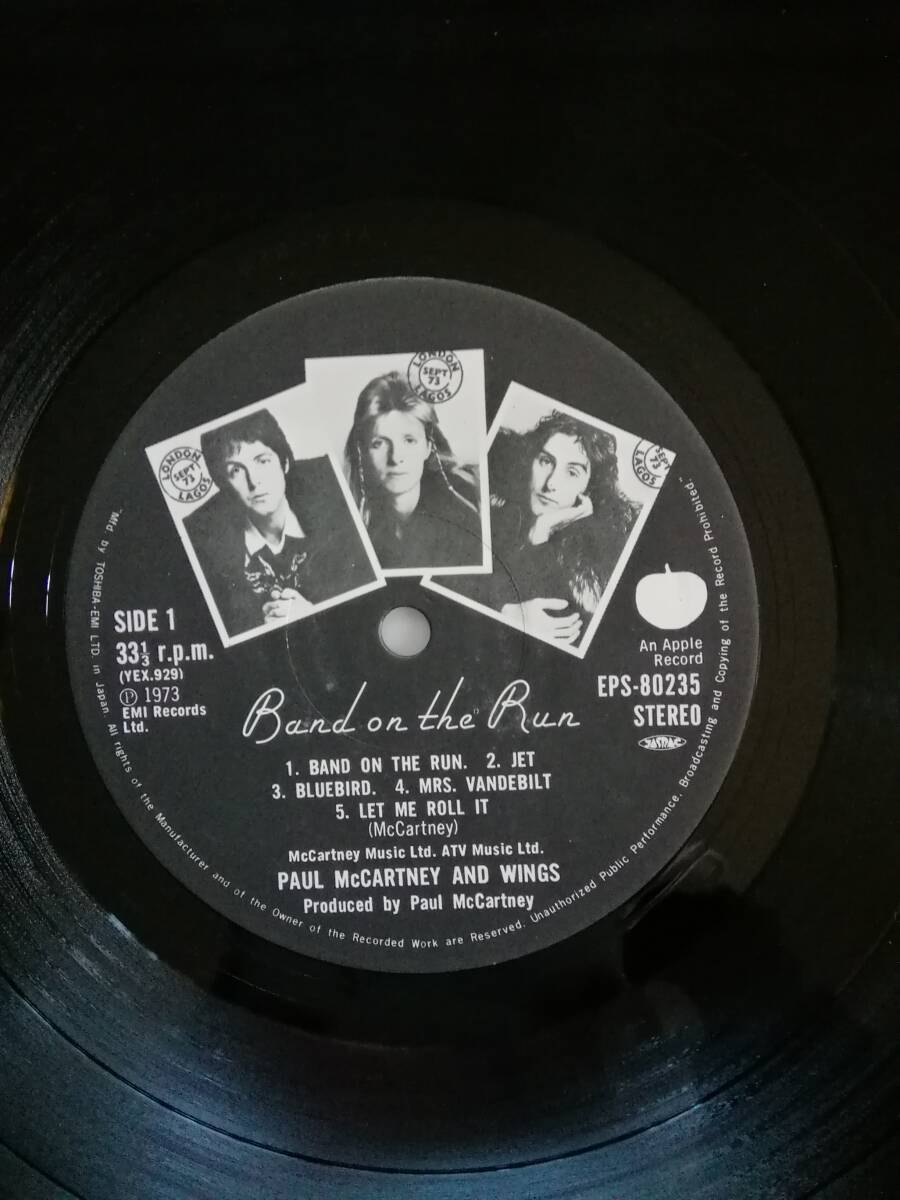 LONDON
SEPT
73
LAGOS
LONDON
SEPT
73
LAGOS
SEPT
73
LAGOS
SIDE 1
33⅓ r.p.m.
(YEX.929)
Ⓟ 1973
EMI Records
Ltd.
An Apple
Record
EPS-80235
STEREO
JASRAC
Band on the Run
1. BAND ON THE RUN. 2. JET
3. BLUEBIRD. 4. MRS. VANDEBILT
5. LET ME ROLL IT
(McCartney)
McCartney Music Ltd. ATV Music Ltd.
PAUL McCARTNEY AND WINGS
Produced by Paul McCartney
"Mfd by TOSHIBA-EMI LTD. in Japan. All rights of the Manufacturer and of the Owner of the Recorded Work are Reserved. Unauthorized Public Performance, Broadcasting and Copying of the Record Prohibited."